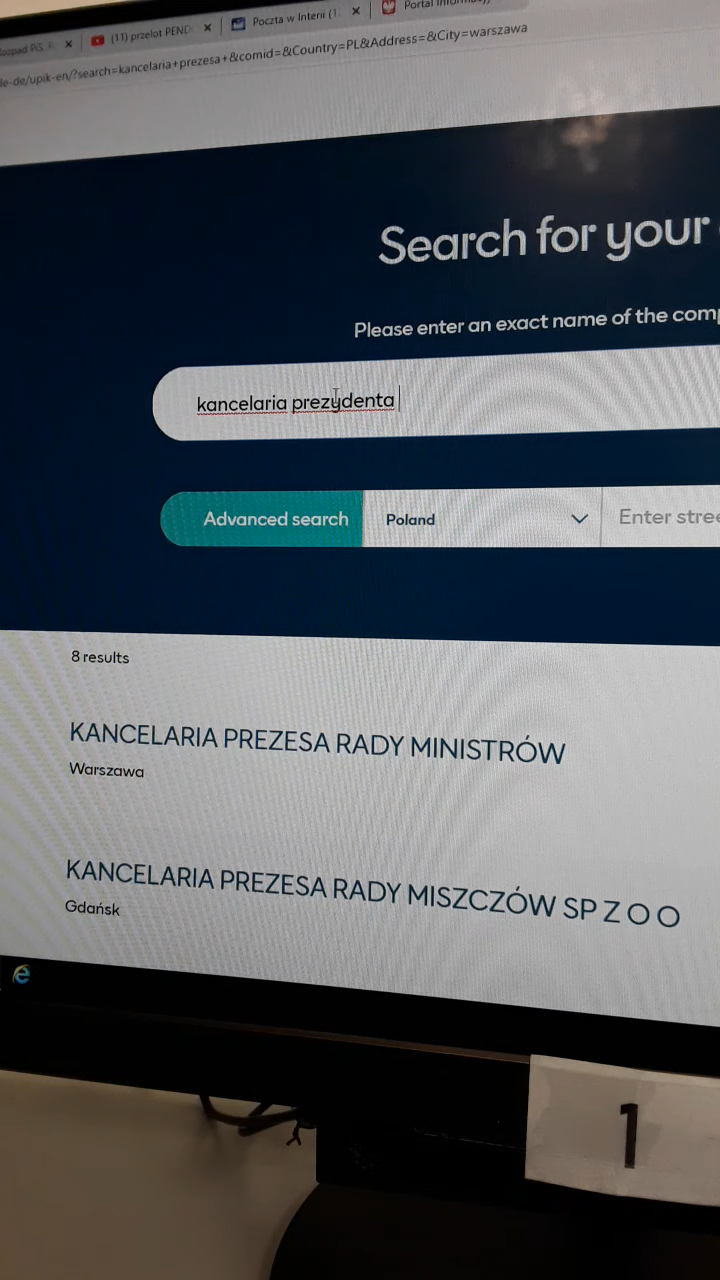 (11) przelot PEND
Poczta w Interii (1
Portal
le-de/upik-en/?search=kancelaria+prezesa+&comid=&Country=PL&Address=&City=warszawa
Search for your
Please enter an exact name of the com
kancelaria prezydenta
Advanced search
Poland
Enter stree
8 results
KANCELARIA PREZESA RADY MINISTRÓW
Warszawa
KANCELARIA PREZESA RADY MISZCZÓW SP Z O O
Gdańsk
1